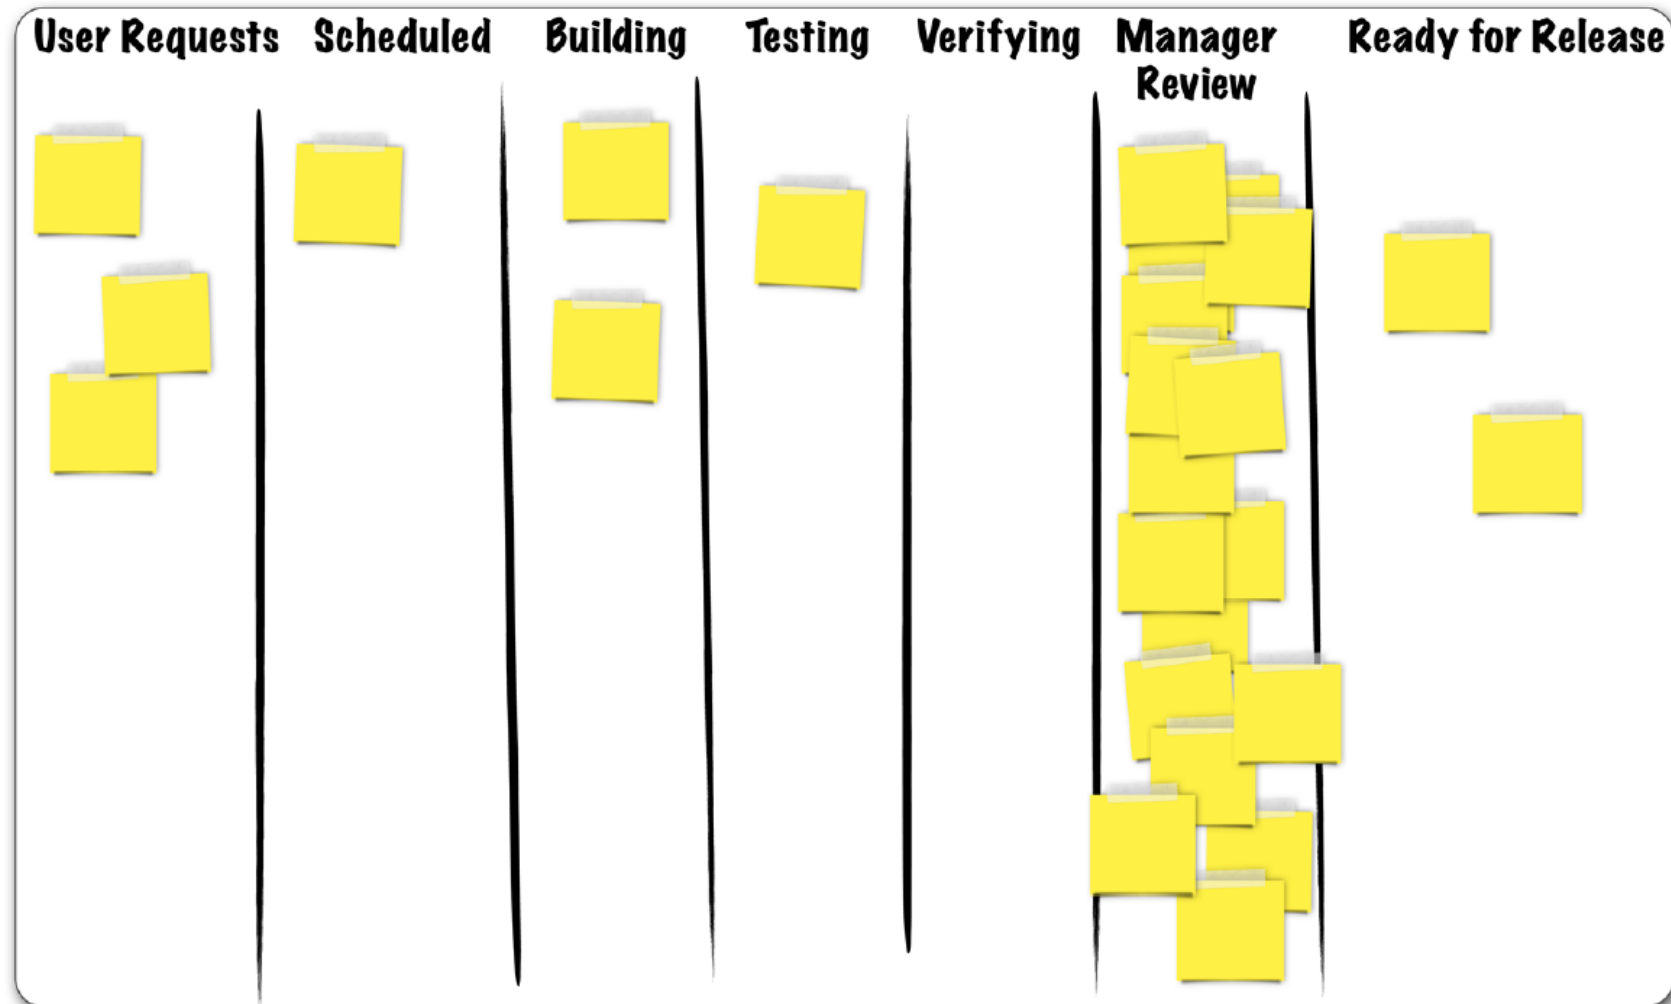 User Requests
Scheduled
Building
Testing
Verifying
Manager
Review
Ready for Release